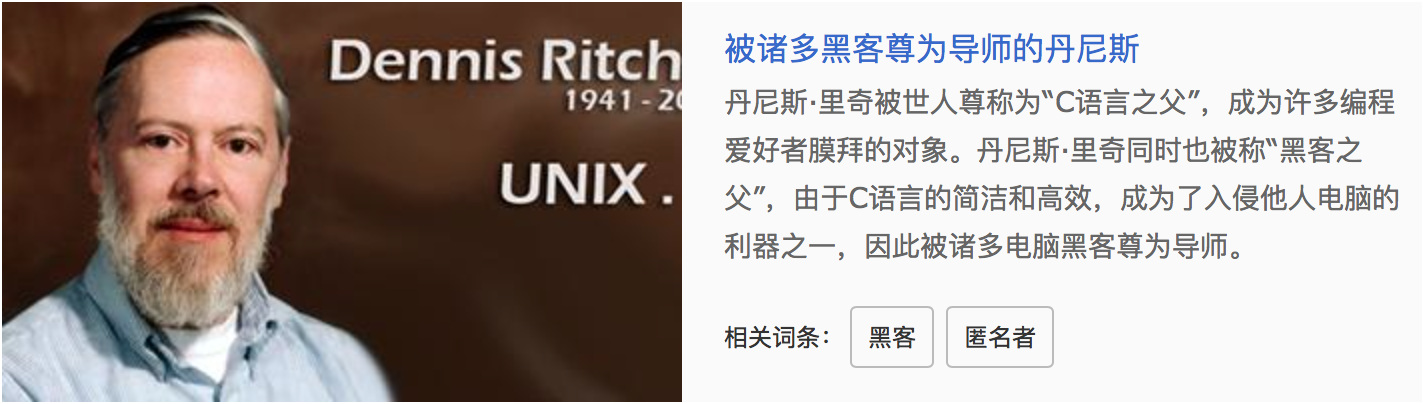 Dennis Ritch
1941 - 20
UNIX .
被诸多黑客尊为导师的丹尼斯
丹尼斯·里奇被世人尊称为“C语言之父”，成为许多编程
爱好者膜拜的对象。丹尼斯·里奇同时也被称“黑客之
父”，由于C语言的简洁和高效，成为了入侵他人电脑的
利器之一，因此被诸多电脑黑客尊为导师。
相关词条： 黑客 匿名者